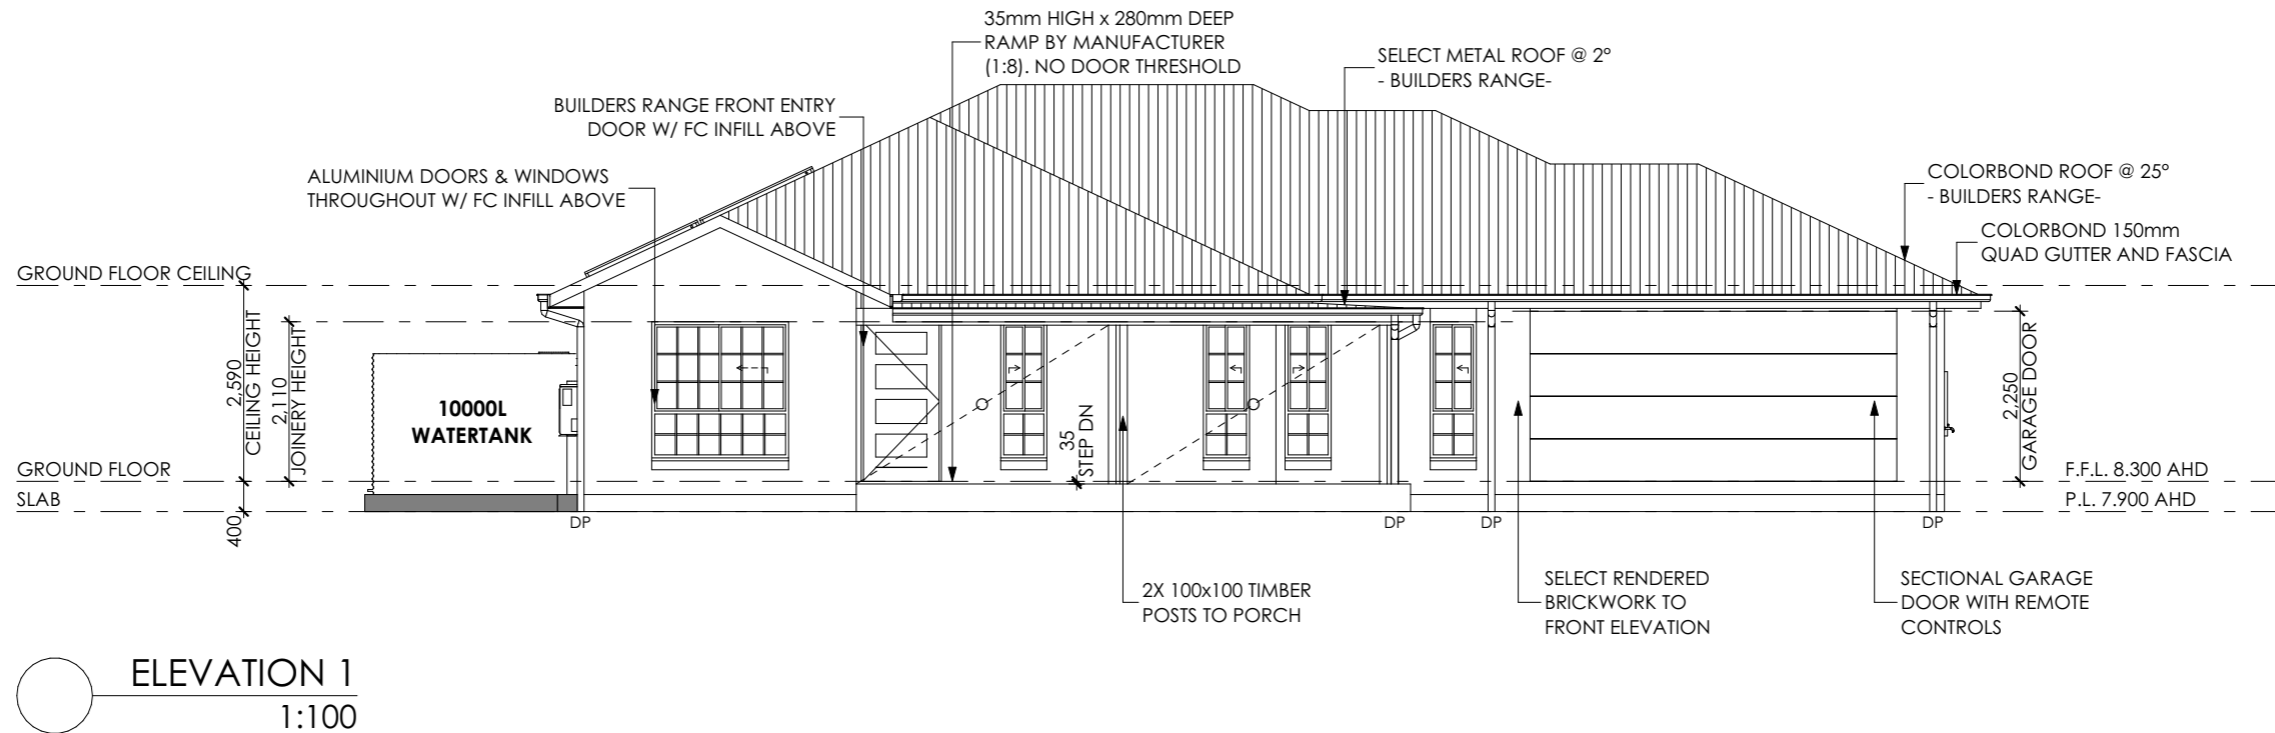 35mm HIGH x 280mm DEEP
RAMP BY MANUFACTURER
(1:8). NO DOOR THRESHOLD
SELECT METAL ROOF @ 2°
- BUILDERS RANGE-
BUILDERS RANGE FRONT ENTRY
DOOR W/ FC INFILL ABOVE
ALUMINIUM DOORS & WINDOWS
THROUGHOUT W/ FC INFILL ABOVE
COLORBOND ROOF @ 25°
- BUILDERS RANGE-
COLORBOND 150mm
QUAD GUTTER AND FASCIA
GROUND FLOOR CEILING
2,590
CEILING HEIGHT
2,110
JOINERY HEIGHT
10000L
WATERTANK
35
STEP DN
2,250
GARAGE DOOR
GROUND FLOOR
F.F.L. 8.300 AHD
SLAB
P.L. 7.900 AHD
400
DP
DP
DP
DP
2X 100x100 TIMBER
POSTS TO PORCH
SELECT RENDERED
BRICKWORK TO
FRONT ELEVATION
SECTIONAL GARAGE
DOOR WITH REMOTE
CONTROLS
ELEVATION 1
1:100